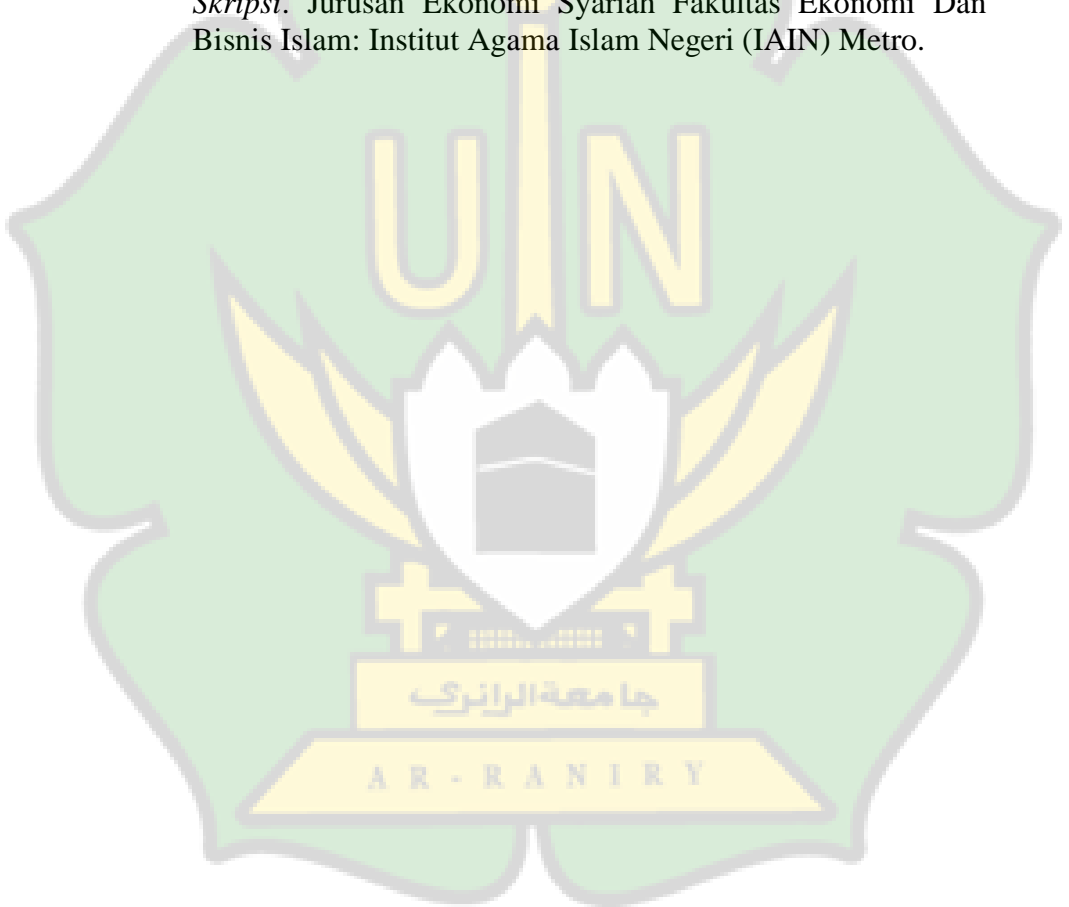 Skripsi. Jurusan Ekonomi Syariah Fakultas Ekonomi Dan
Bisnis Islam: Institut Agama Islam Negeri (IAIN) Metro.
UIN
جامعة الرانري
AR-RANIRY